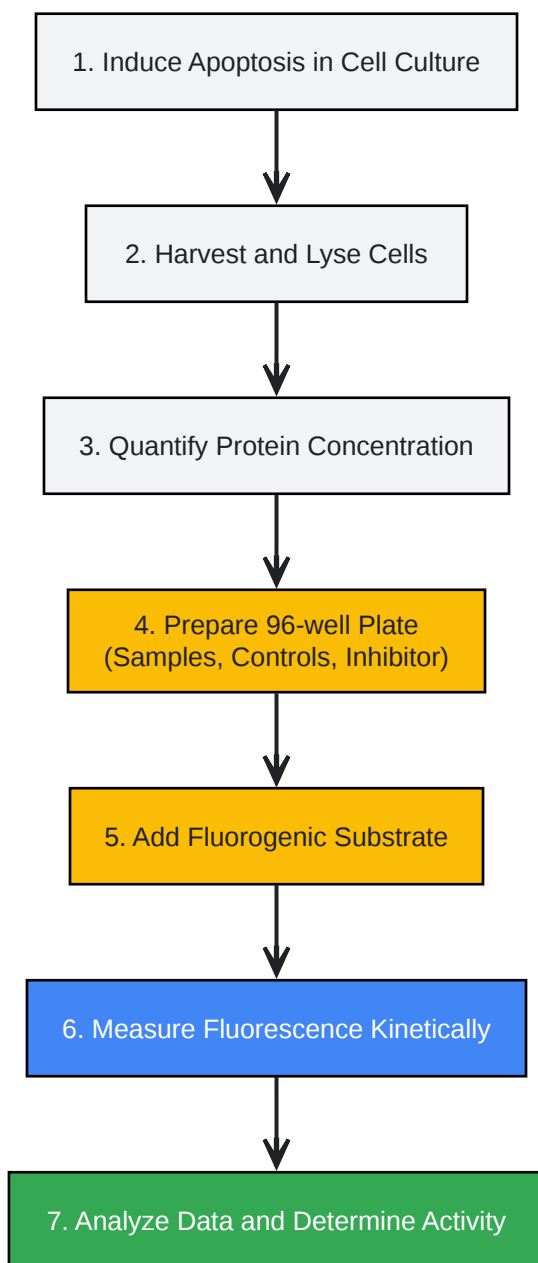 1. Induce Apoptosis in Cell Culture
2. Harvest and Lyse Cells
3. Quantify Protein Concentration
4. Prepare 96-well Plate
(Samples, Controls, Inhibitor)
5. Add Fluorogenic Substrate
6. Measure Fluorescence Kinetically
7. Analyze Data and Determine Activity